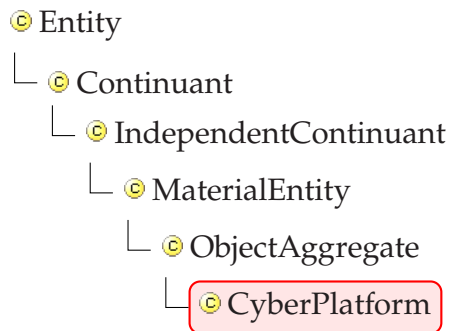 Entity
Continuant
IndependentContinuant
MaterialEntity
ObjectAggregate
CyberPlatform